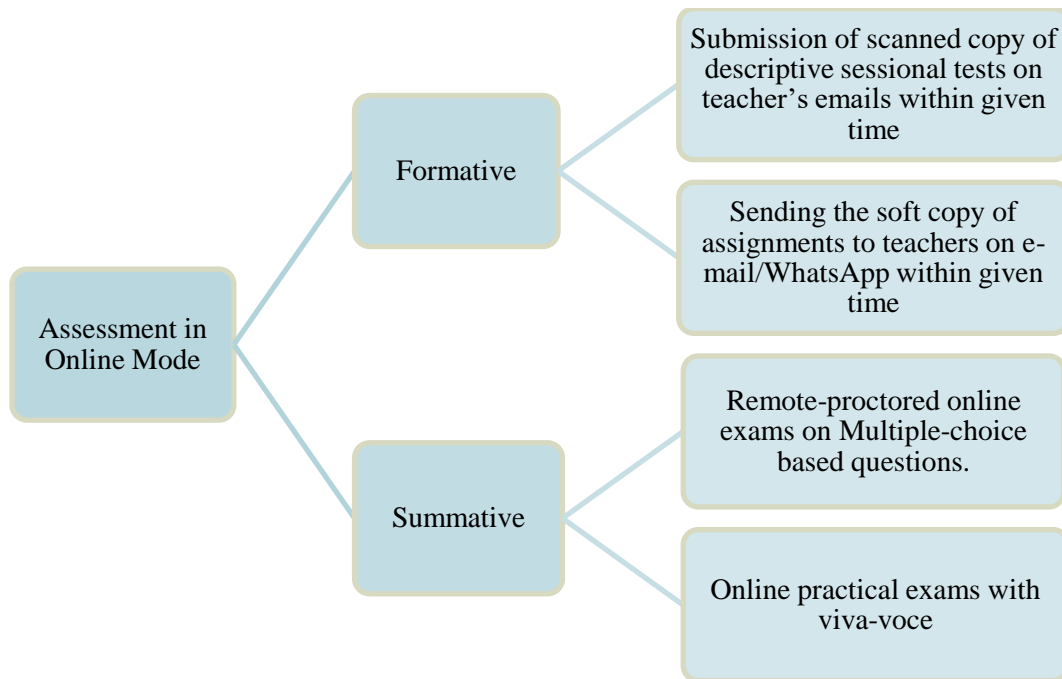 Assessment in
Online Mode
Formative
Submission of scanned copy of
descriptive sessional tests on
teacher’s emails within given
time
Sending the soft copy of
assignments to teachers on e-
mail/WhatsApp within given
time
Summative
Remote-proctored online
exams on Multiple-choice
based questions.
Online practical exams with
viva-voce